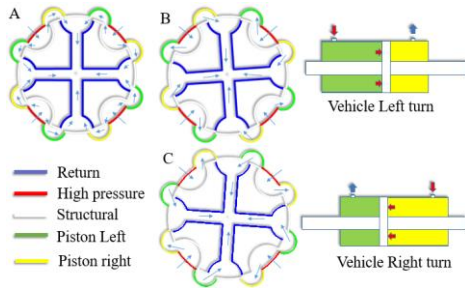 A
B
Vehicle Left turn
C
Return
High pressure
Structural
Piston Left
Piston right
Vehicle Right turn